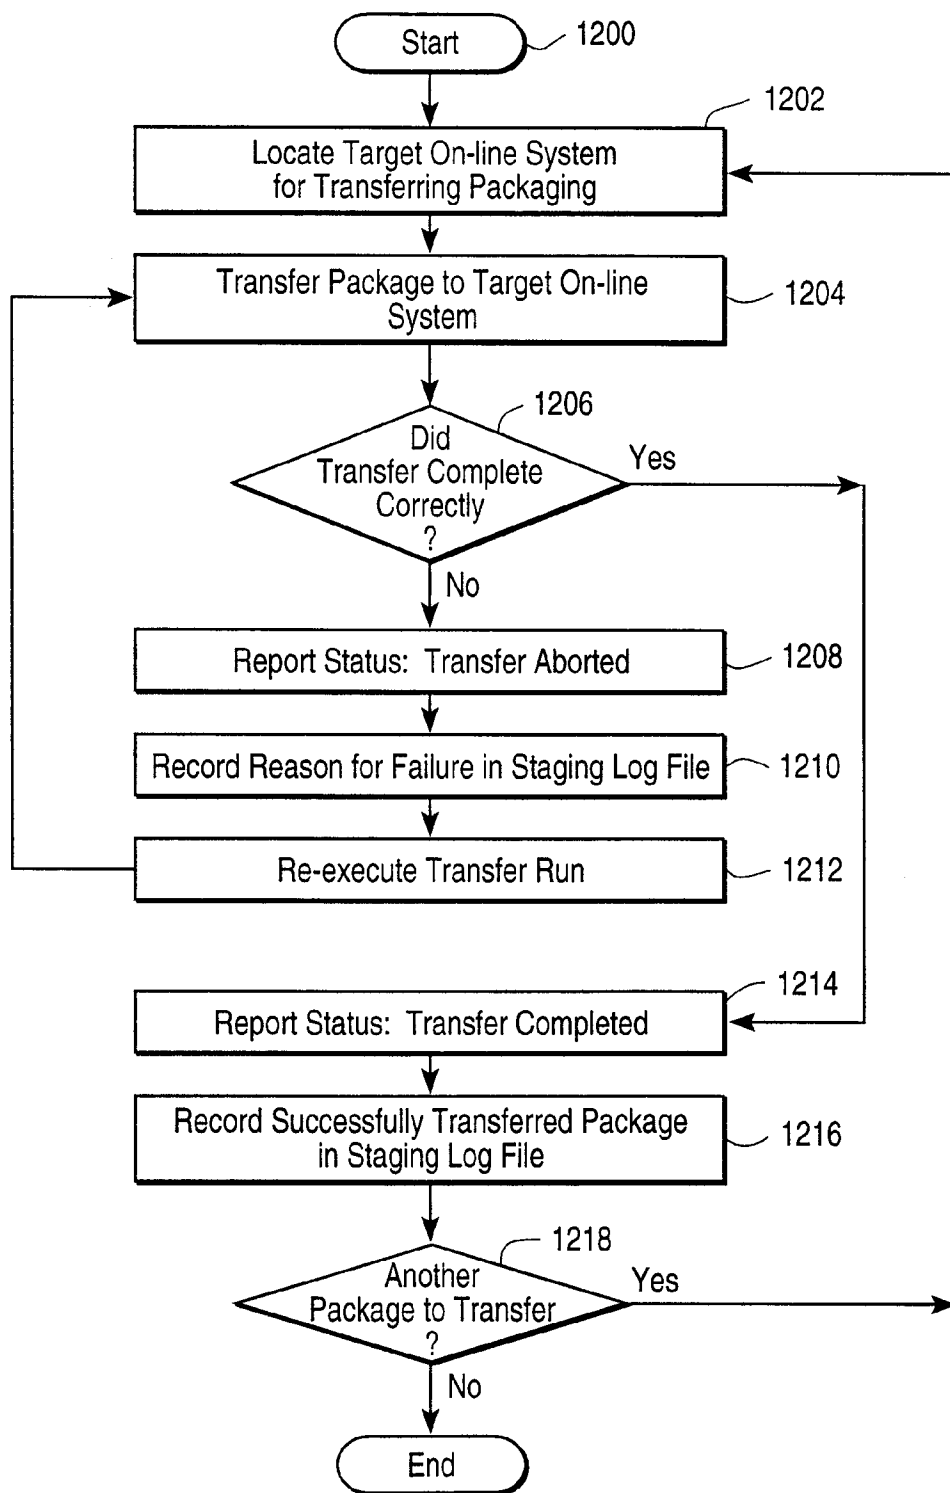 Start
1200
1202
Locate Target On-line System
for Transferring Packaging
Transfer Package to Target On-line
System
1204
1206
Did
Transfer Complete
Correctly
?
Yes
No
Report Status: Transfer Aborted
1208
Record Reason for Failure in Staging Log File
1210
Re-execute Transfer Run
1212
1214
Report Status: Transfer Completed
Record Successfully Transferred Package
in Staging Log File
1216
1218
Another
Package to Transfer
?
Yes
No
End